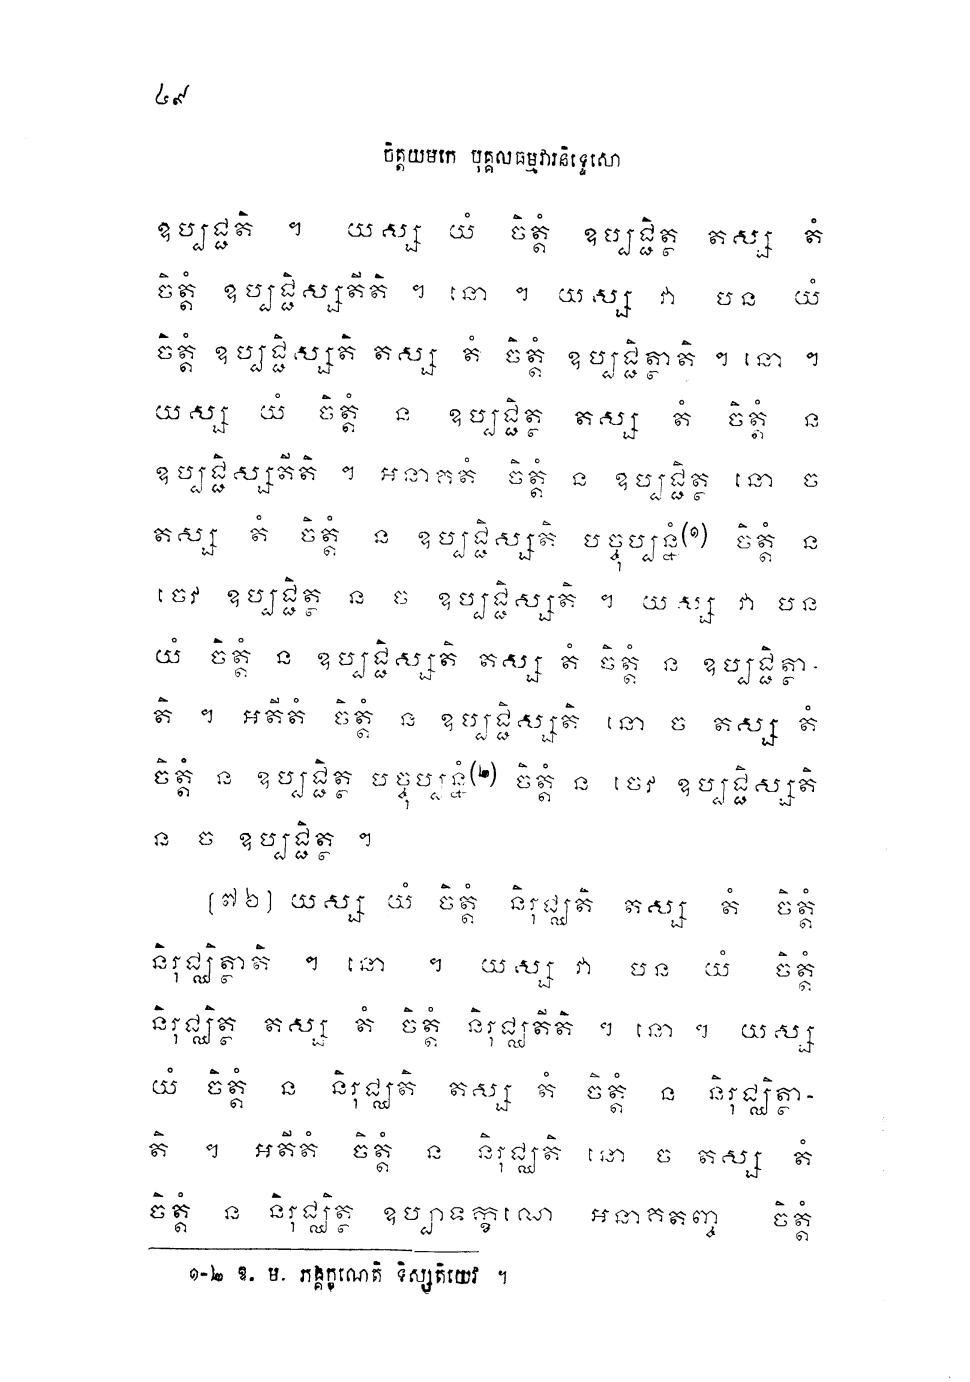 ៤៩
ចិត្តយមកេ បុគ្គលធម្មវារនិទ្ទេសោ
ឧប្បជ្ជតិ ។ យស្ស យំ ចិត្តំ ឧប្បជ្ជិត្ថ តស្ស តំ
ចិត្តំ ឧប្បជ្ជិស្សតីតិ ។ នោ ។ យស្ស វា បន យំ
ចិត្តំ ឧប្បជ្ជិស្សតិ តស្ស តំ ចិត្តំ ឧប្បជ្ជិត្ថាតិ ។ នោ ។
យស្ស យំ ចិត្តំ ន ឧប្បជ្ជិត្ថ តស្ស តំ ចិត្តំ ន
ឧប្បជ្ជិស្សតីតិ ។ អនាគតំ ចិត្តំ ន ឧប្បជ្ជិត្ថ នោ ច
តស្ស តំ ចិត្តំ ន ឧប្បជ្ជិស្សតិ បច្ចុប្បន្នំ(១) ចិត្តំ ន
ចេវ ឧប្បជ្ជិត្ថ ន ច ឧប្បជ្ជិស្សតិ ។ យស្ស វា បន
យំ ចិត្តំ ន ឧប្បជ្ជិស្សតិ តស្ស តំ ចិត្តំ ន ឧប្បជ្ជិត្ថា-
តិ ។ អតីតំ ចិត្តំ ន ឧប្បជ្ជិស្សតិ នោ ច តស្ស តំ
ចិត្តំ ន ឧប្បជ្ជិត្ថ បច្ចុប្បន្នំ(២) ចិត្តំ ន ចេវ ឧប្បជ្ជិស្សតិ
ន ច ឧប្បជ្ជិត្ថ ។
(៧៦) យស្ស យំ ចិត្តំ និរុជ្ឈតិ តស្ស តំ ចិត្តំ
និរុជ្ឈិត្ថាតិ ។ នោ ។ យស្ស វា បន យំ ចិត្តំ
និរុជ្ឈិត្ថ តស្ស តំ ចិត្តំ និរុជ្ឈតីតិ ។ នោ ។ យស្ស
យំ ចិត្តំ ន និរុជ្ឈតិ តស្ស តំ ចិត្តំ ន និរុជ្ឈិត្ថា-
តិ ។ អតីតំ ចិត្តំ ន និរុជ្ឈតិ នោ ច តស្ស តំ
ចិត្តំ ន និរុជ្ឈិត្ថ ឧប្បាទក្ខណេ អនាគតញ្ច ចិត្តំ
១-២ ឱ. ម. ភង្គក្ខណេតិ ទិស្សតិយេវ ។